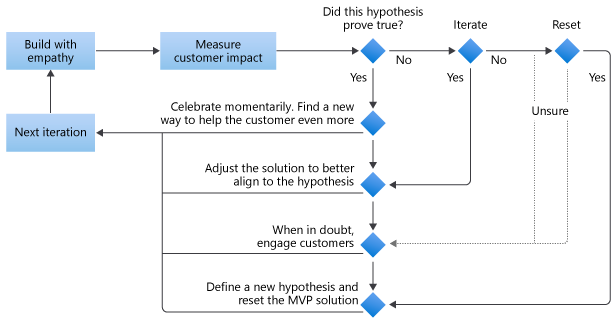 Did this hypothesis
prove true?
Iterate
Reset
Build with
empathy
Measure
customer impact
No
No
Yes
Yes
Yes
Unsure
Celebrate momentarily. Find a new
way to help the customer even more
Next iteration
Adjust the solution to better
align to the hypothesis
When in doubt,
engage customers
Define a new hypothesis and
reset the MVP solution